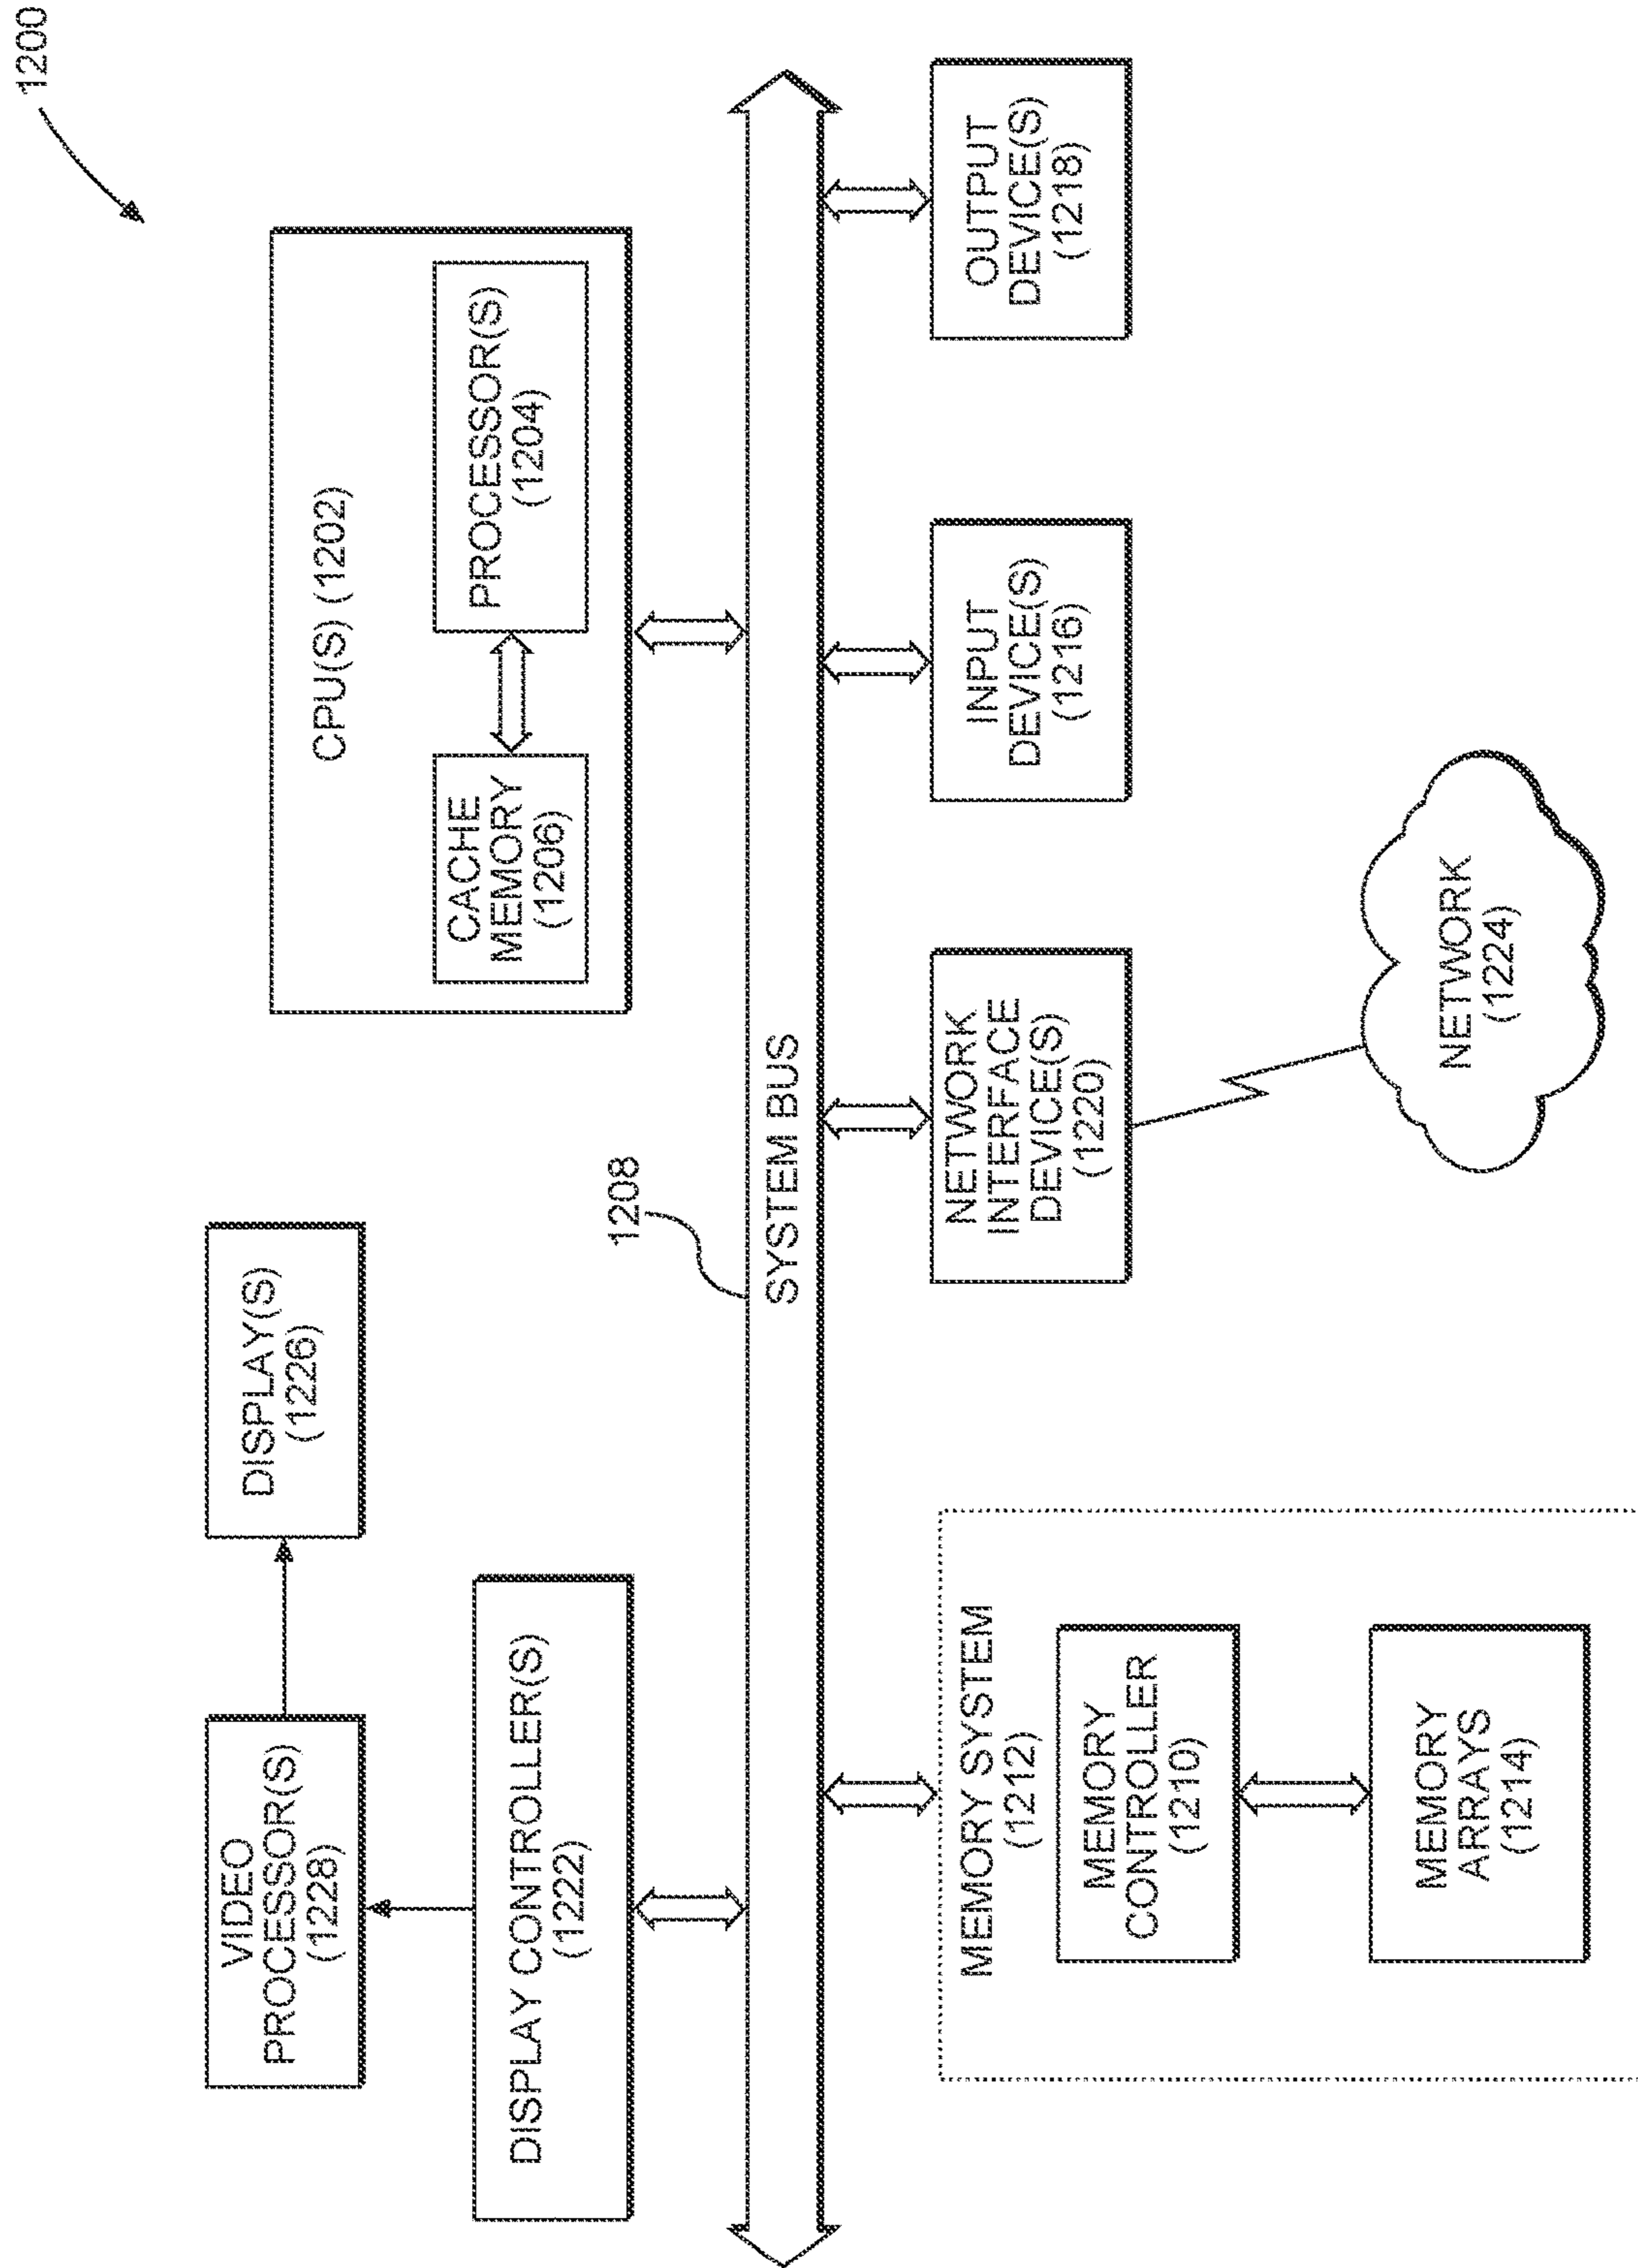 1200
CPU(S) (1202)
CACHE
MEMORY
(1206)
PROCESSOR(S)
(1204)
VIDEO
PROCESSOR(S)
(1228)
DISPLAY(S)
(1226)
DISPLAY CONTROLLER(S)
(1222)
1208
SYSTEM BUS
MEMORY SYSTEM
(1212)
MEMORY
CONTROLLER
(1210)
MEMORY
ARRAYS
(1214)
NETWORK
INTERFACE
DEVICE(S)
(1220)
INPUT
DEVICE(S)
(1216)
OUTPUT
DEVICE(S)
(1218)
NETWORK
(1224)